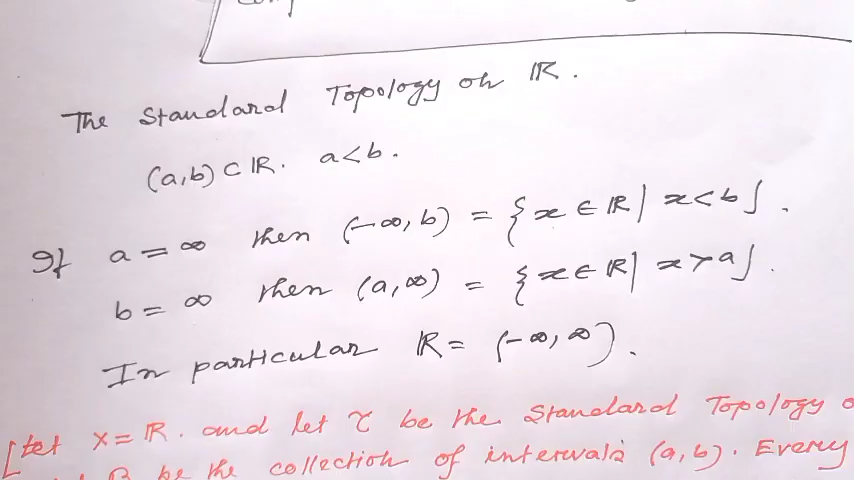 The Standard Topology on ℝ.
(a,b) ⊂ ℝ. a<b.
If a = ∞ then (-∞, b) = {x ∈ ℝ | x < b}.
b = ∞ then (a, ∞) = {x ∈ ℝ | x > a}.
In particular ℝ = (-∞, ∞).
[Let X = ℝ. and let τ be the Standard Topology
B be the collection of intervals (a,b). Every